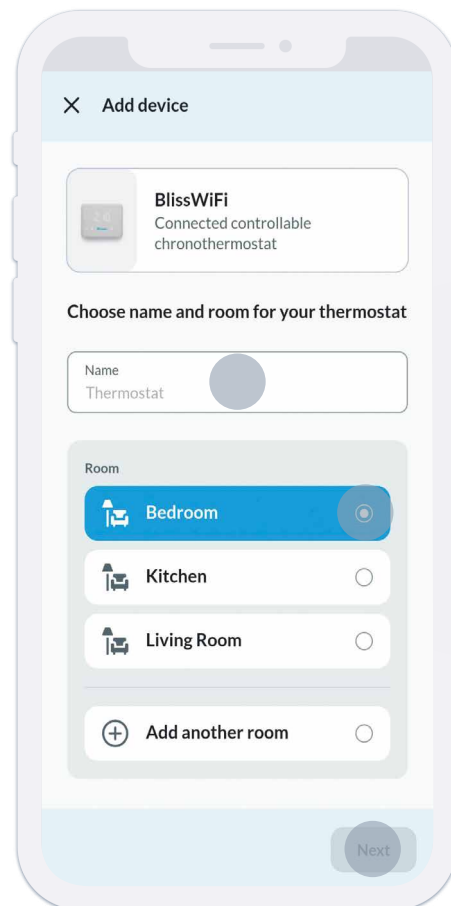 Add device
BlissWiFi
Connected controllable
chronothermostat
Choose name and room for your thermostat
Name
Thermostat
Room
Bedroom
Kitchen
Living Room
Add another room
Next